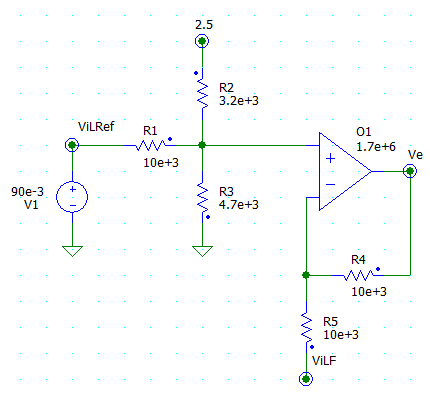 2.5
R2
3.2e+3
ViLRef
R1
10e+3
O1
1.7e+6
+
−
Ve
90e-3
V1
+
−
R3
4.7e+3
R4
10e+3
R5
10e+3
ViLF